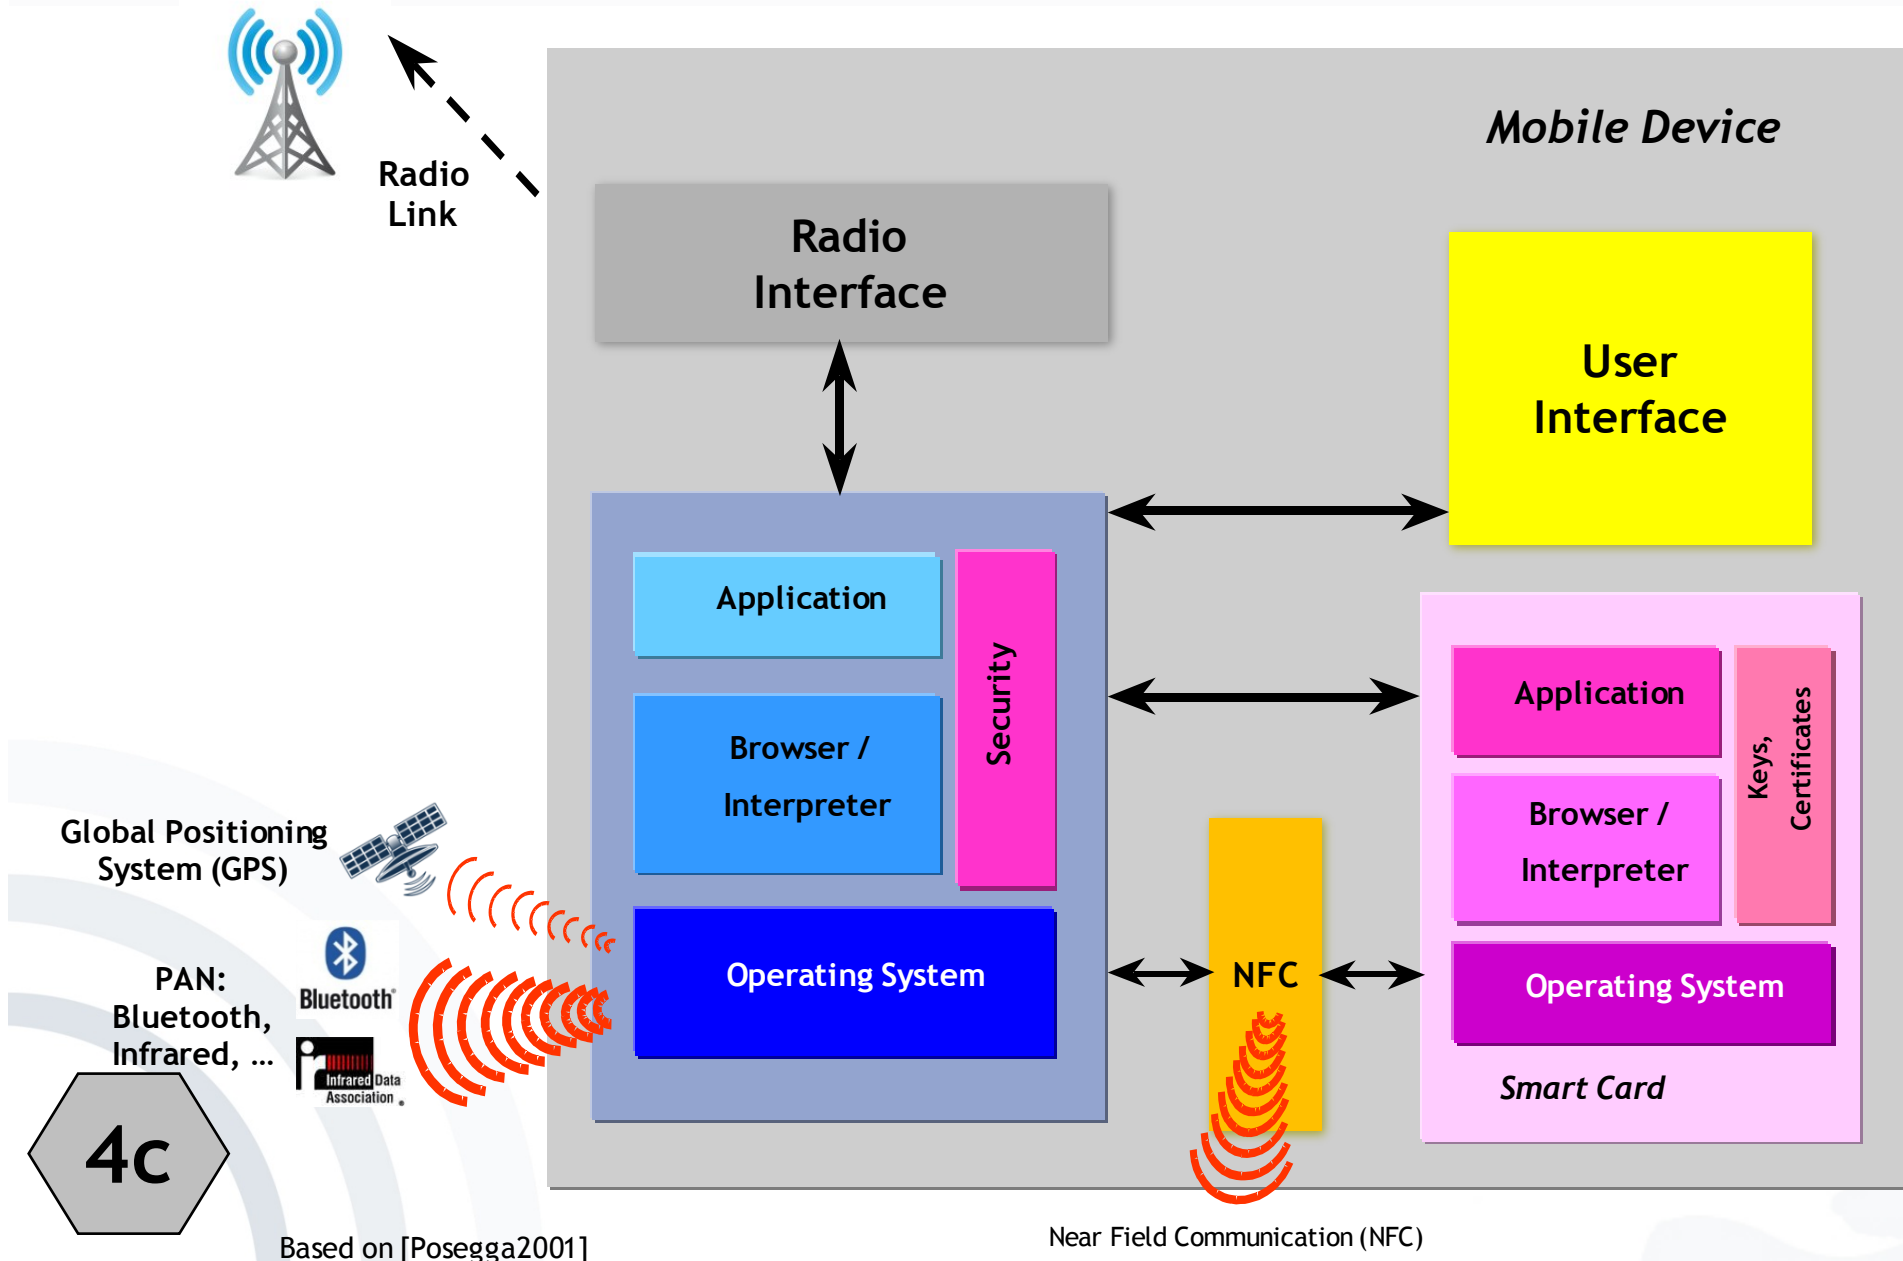 Mobile Device
Radio
Link
Radio
Interface
User
Interface
Application
Security
Browser /
Interpreter
Operating System
NFC
Application
Keys,
Certificates
Browser /
Interpreter
Operating System
Smart Card
Global Positioning
System (GPS)
PAN:
Bluetooth,
Infrared, ...
Bluetooth®
Infrared Data
Association ®
4c
Based on [Posegga2001]
Near Field Communication (NFC)